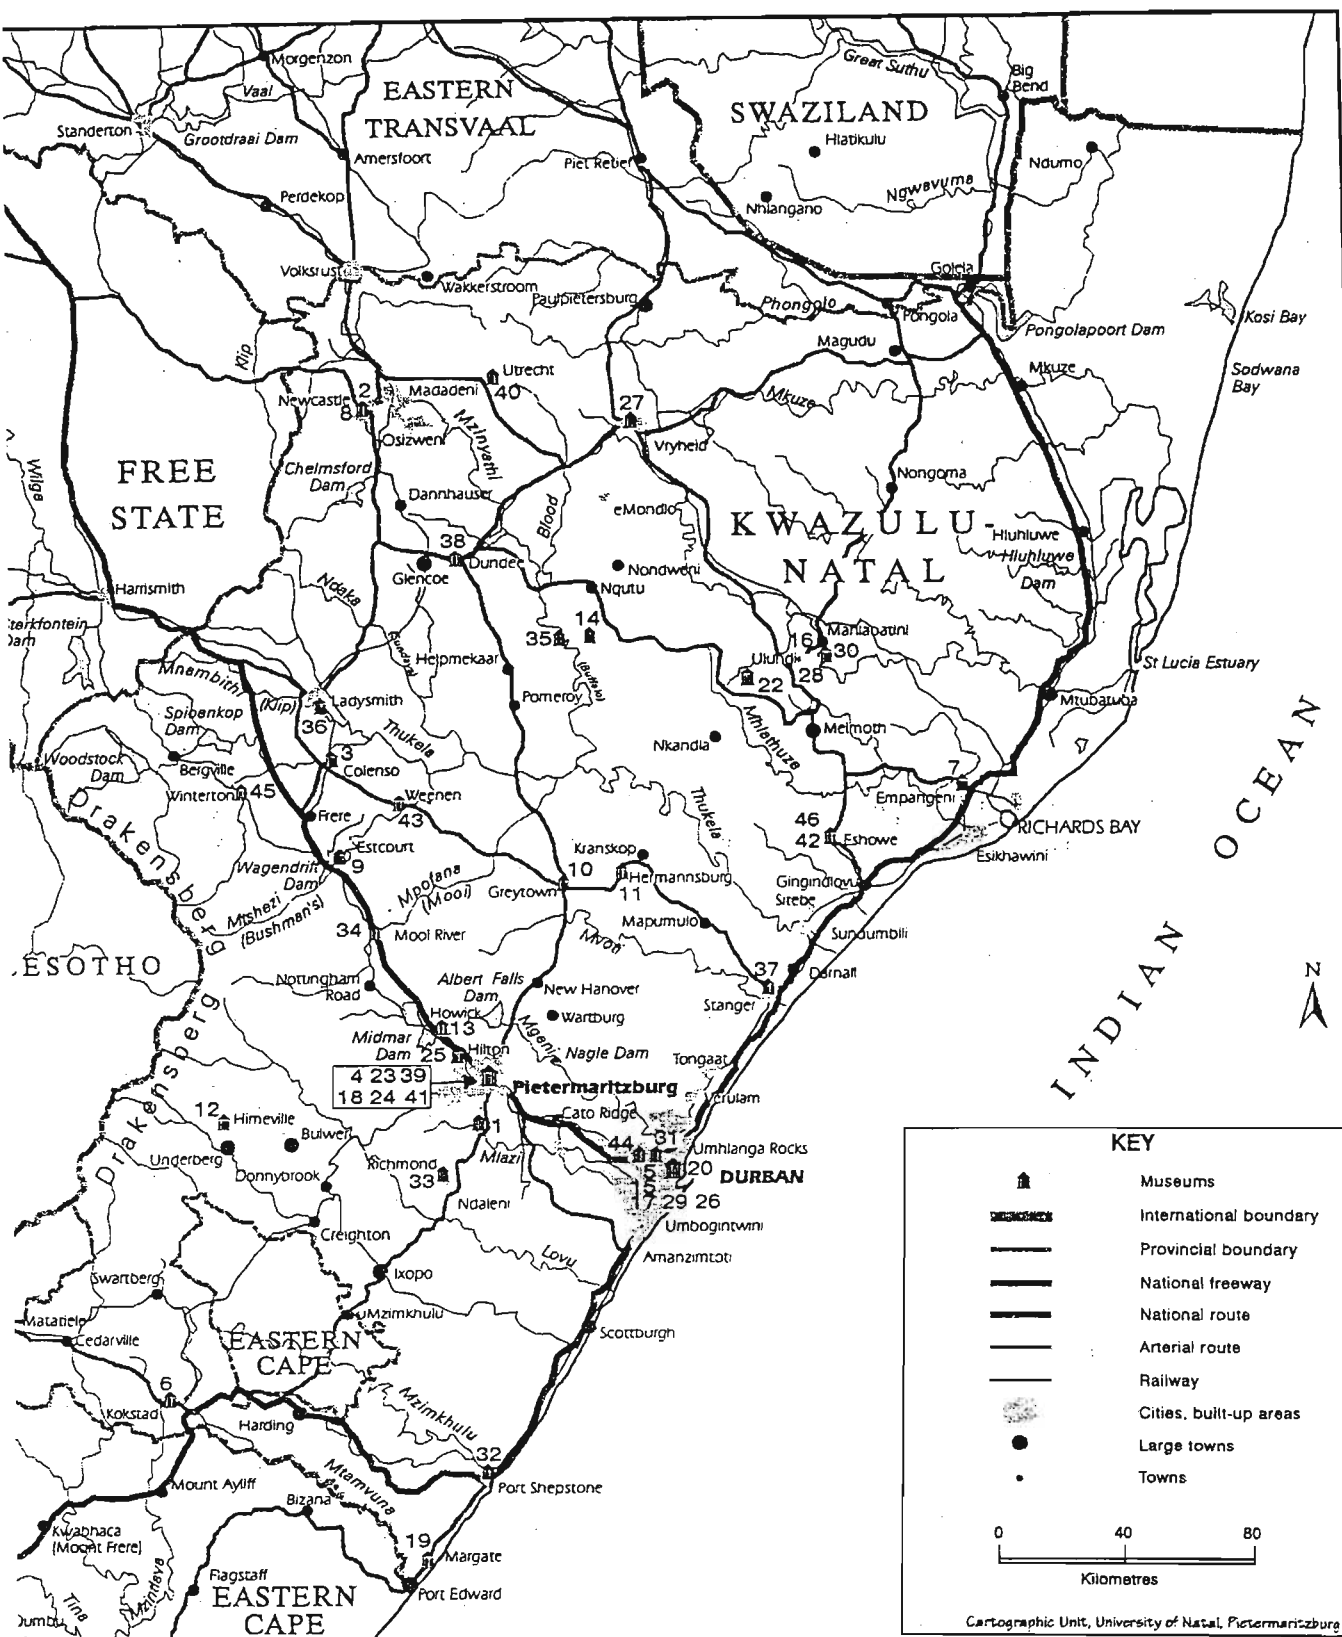 Morgenzon
Vaal
EASTERN
TRANSVAAL
Great Suthu
Big
Bend
SWAZILAND
Standerton
Grootdraai Dam
Hlatikulu
Amersfoort
Piet Retief
Ndumo
Perdekop
Ngwavuma
Nhlangano
Volksrust
Golela
Wakkerstroom
Paulpietersburg
Phongolo
Pongola
Kosi Bay
Pongolapoort Dam
Magudu
Klip
Utrecht
Mkuze
Sodwana
Bay
Newcastle
2
8
Madadeni
40
27
Mkuze
Osizweni
Mzinyathi
Vryheid
FREE
STATE
Wilge
Chelmsford
Dam
Dannhauser
Nongoma
Blood
eMondlo
KWAZULU-
NATAL
Hluhluwe
Hluhluwe
Dam
38
Dundee
Glencoe
Nondweni
Nqutu
Harrismith
Ndaka
Sterkfontein
Dam
14
35
Mahlabatini
16
30
Helpmekaar
(Sundays)
(Buffalo)
Ulundi
22
28
St Lucia Estuary
Mnambithi
(Klip)
Ladysmith
36
Pomeroy
Mtubatuba
Spioenkop
Dam
Thukela
Nkandla
Mhlathuze
Melmoth
Woodstock
Dam
Bergville
3
Colenso
7
Empangeni
Winterton
45
Weenen
43
Thukela
Drakensberg
Frere
46
42
Eshowe
RICHARDS BAY
Esikhawini
Estcourt
9
Wagendrift
Dam
Kranskop
10
Hermannsburg
11
Greytown
Gingindlovu
Mpofana
(Mooi)
Mtshezi
(Bushman's)
Mapumulo
34
Mooi River
Mvoti
Sundumbili
LESOTHO
37
Darnall
Stanger
Nottingham
Road
Albert Falls
Dam
New Hanover
Howick
13
Wartburg
Midmar
Dam
25
Hilton
Mgeni
Nagle Dam
Tongaat
4 23 39
18 24 41
Pietermaritzburg
Verulam
Drakensberg
12
Himeville
Cato Ridge
Bulwer
1
44
31
Umhlanga Rocks
Underberg
Richmond
33
Mlazi
5
20
DURBAN
Donnybrook
17
29 26
Ndaleni
Umbogintwini
Creighton
Lovu
Amanzimtoti
Ixopo
Swartberg
uMzimkhulu
Matatiele
Cedarville
EASTERN
CAPE
Scottburgh
6
Kokstad
Harding
Mzimkhulu
32
Port Shepstone
Mount Ayliff
Mtamvuna
Bizana
Kwabhaca
(Mount Frere)
19
Margate
Mzintlava
Flagstaff
Port Edward
Tina
EASTERN
CAPE
INDIAN OCEAN
N
KEY
Museums
International boundary
Provincial boundary
National freeway
National route
Arterial route
Railway
Cities, built-up areas
Large towns
Towns
0 40 80
Kilometres
Cartographic Unit, University of Natal, Pietermaritzburg